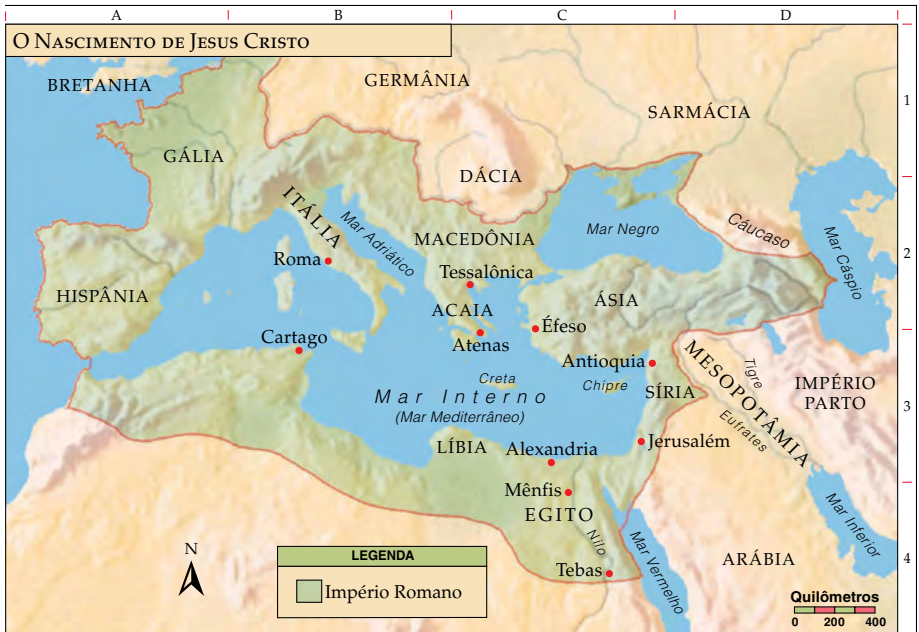 A B C D
O Nascimento de Jesus Cristo
BRETANHA
GERMÂNIA
1
SARMÁCIA
GÁLIA
DÁCIA
ITÁLIA
Mar Adriático
MACEDÔNIA
Mar Negro
Cáucaso
Mar Cáspio
2
Roma
Tessalônica
HISPÂNIA
ÁSIA
ACAIA
Éfeso
Cartago
Atenas
Antioquia
MESOPOTÂMIA
Tigre
Creta
Chipre
SÍRIA
IMPÉRIO
PARTO
3
Mar Interno
(Mar Mediterrâneo)
Eufrates
LÍBIA
Alexandria
Jerusalém
Mênfis
EGITO
Nilo
Mar Vermelho
Mar Inferior
N
LEGENDA
Império Romano
Tebas
ARÁBIA
4
Quilômetros
0 200 400